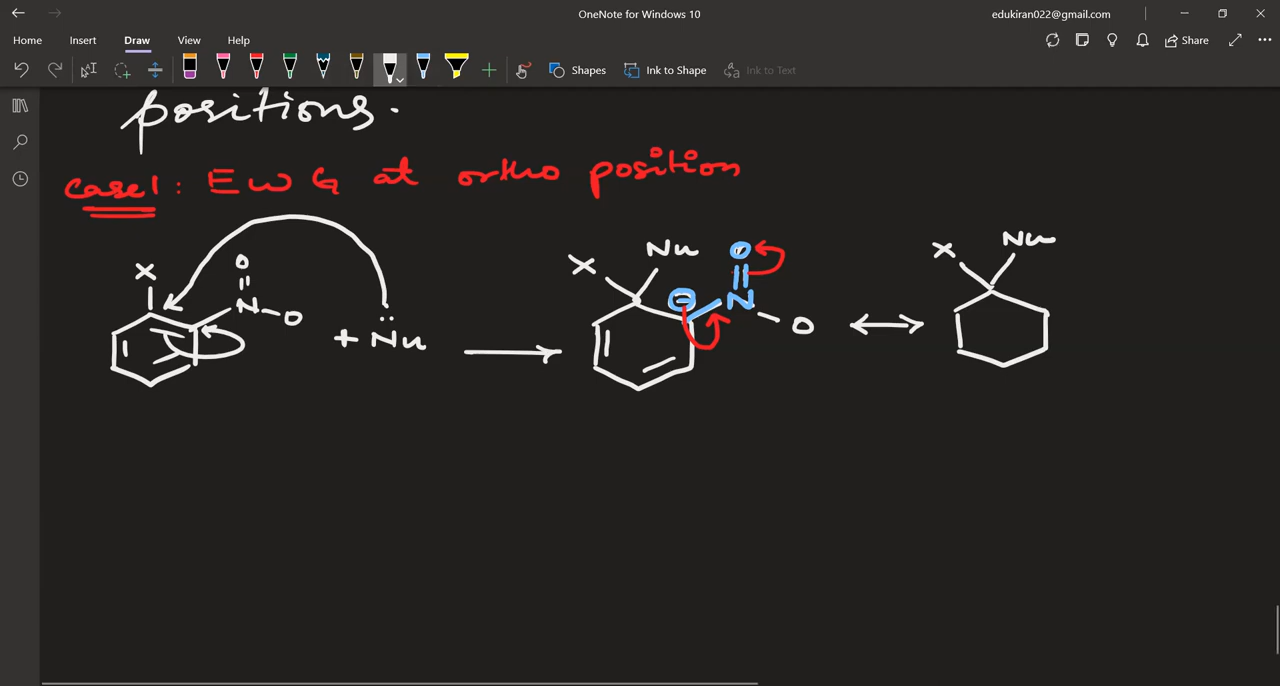 OneNote for Windows 10
edukiran022@gmail.com
Home Insert Draw View Help
Share
Shapes Ink to Shape Ink to Text
positions.
case1: EWG at ortho position
X O N O + Nu
X Nu O N O
X Nu